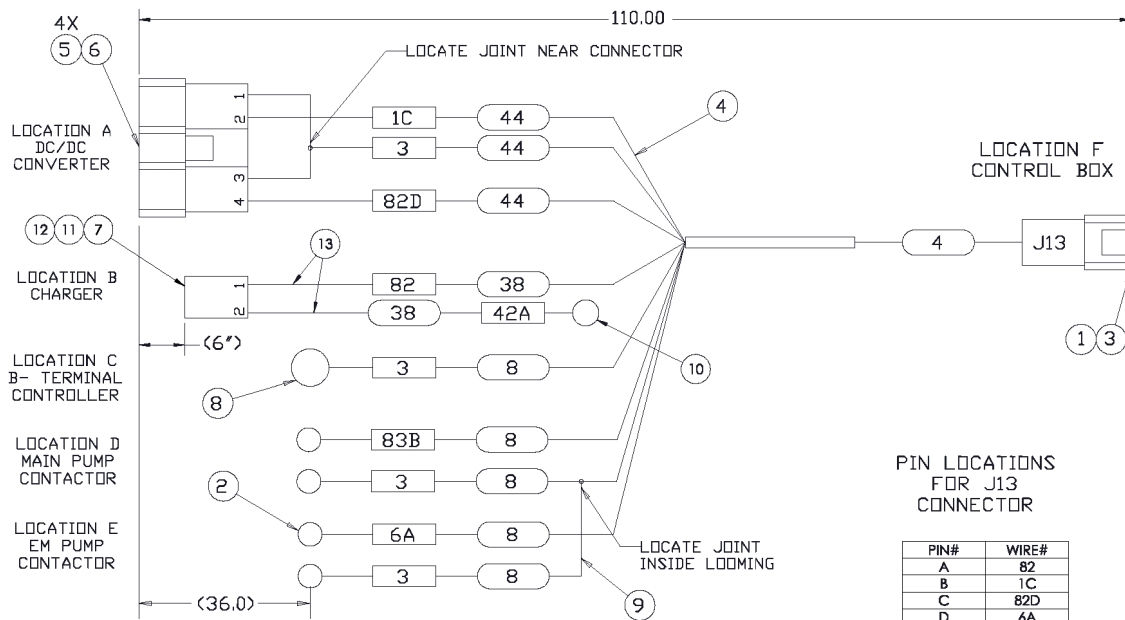 110.00
4X
5 6
LOCATE JOINT NEAR CONNECTOR
LOCATION A
DC/DC
CONVERTER
1
2
3
4
1C 44
3 44
82D 44
4
LOCATION F
CONTROL BOX
4 J13
1 3
12 11 7
13
LOCATION B
CHARGER
1 82 38
2 38 42A
10
(6")
LOCATION C
B- TERMINAL
CONTROLLER
8
3 8
LOCATION D
MAIN PUMP
CONTACTOR
83B 8
3 8
2
LOCATION E
EM PUMP
CONTACTOR
6A 8
3 8
LOCATE JOINT
INSIDE LOOMING
9
(36.0)
PIN LOCATIONS
FOR J13
CONNECTOR
PIN# WIRE#
A 82
B 1C
C 82D
D 6A